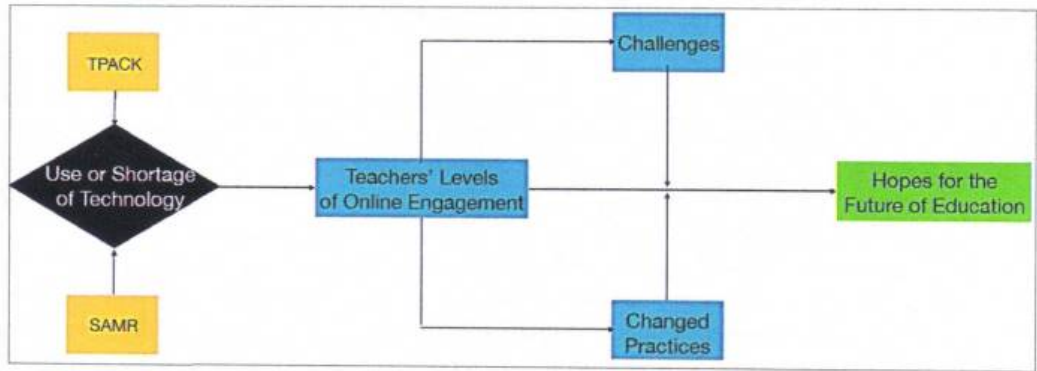 TPACK
Use or Shortage
of Technology
SAMR
Teachers' Levels
of Online Engagement
Challenges
Changed
Practices
Hopes for the
Future of Education